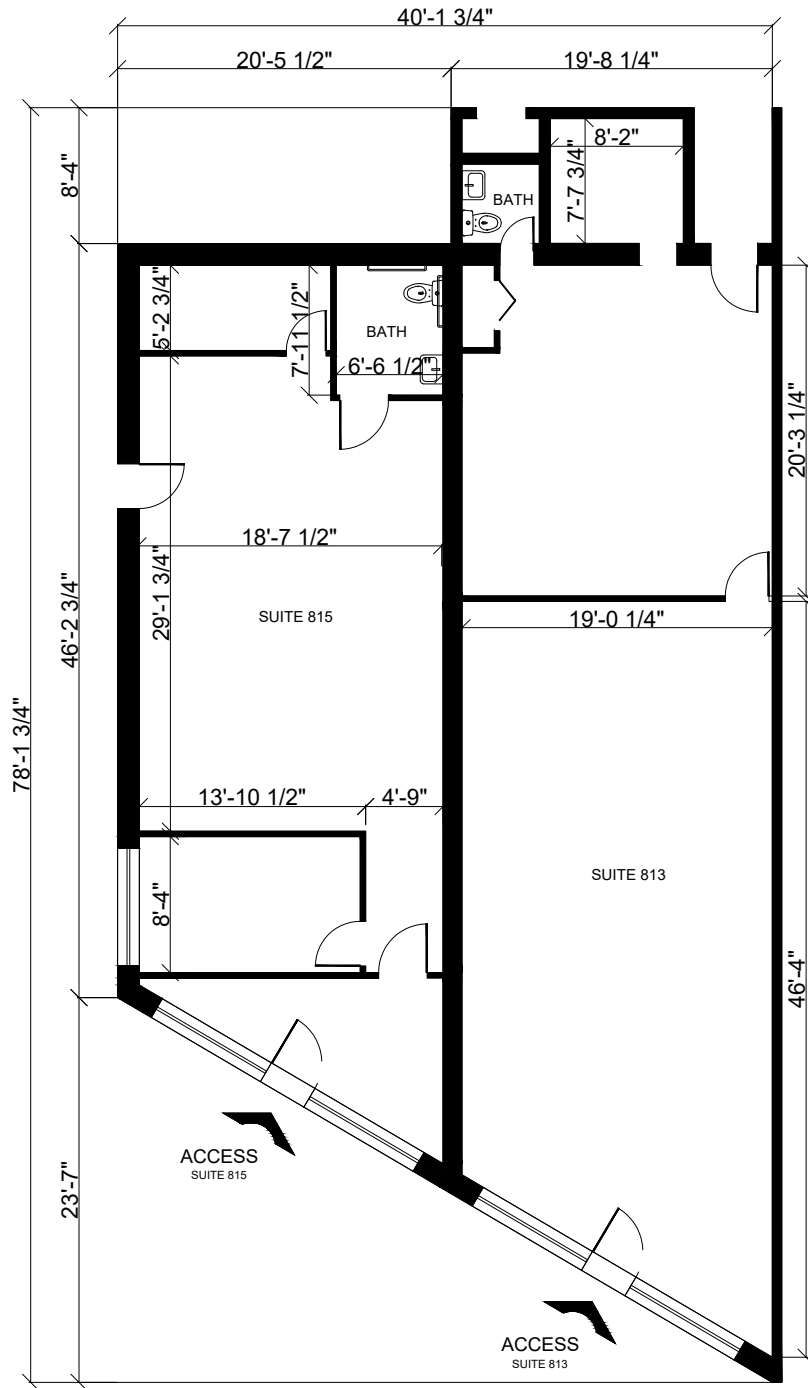 40'-1 3/4"
20'-5 1/2"
19'-8 1/4"
8'-4"
7'-7 3/4"
8'-2"
BATH
5'-2 3/4"
7'-11 1/2"
BATH
6'-6 1/2"
20'-3 1/4"
18'-7 1/2"
29'-1 3/4"
46'-2 3/4"
SUITE 815
19'-0 1/4"
78'-1 3/4"
13'-10 1/2"
4'-9"
SUITE 813
8'-4"
46'-4"
ACCESS
SUITE 815
23'-7"
ACCESS
SUITE 813